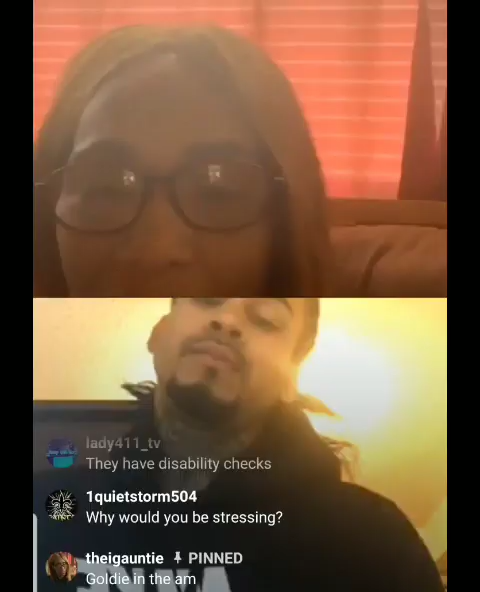 lady411_tv
They have disability checks
1quietstorm504
Why would you be stressing?
theigauntie PINNED
Goldie in the am